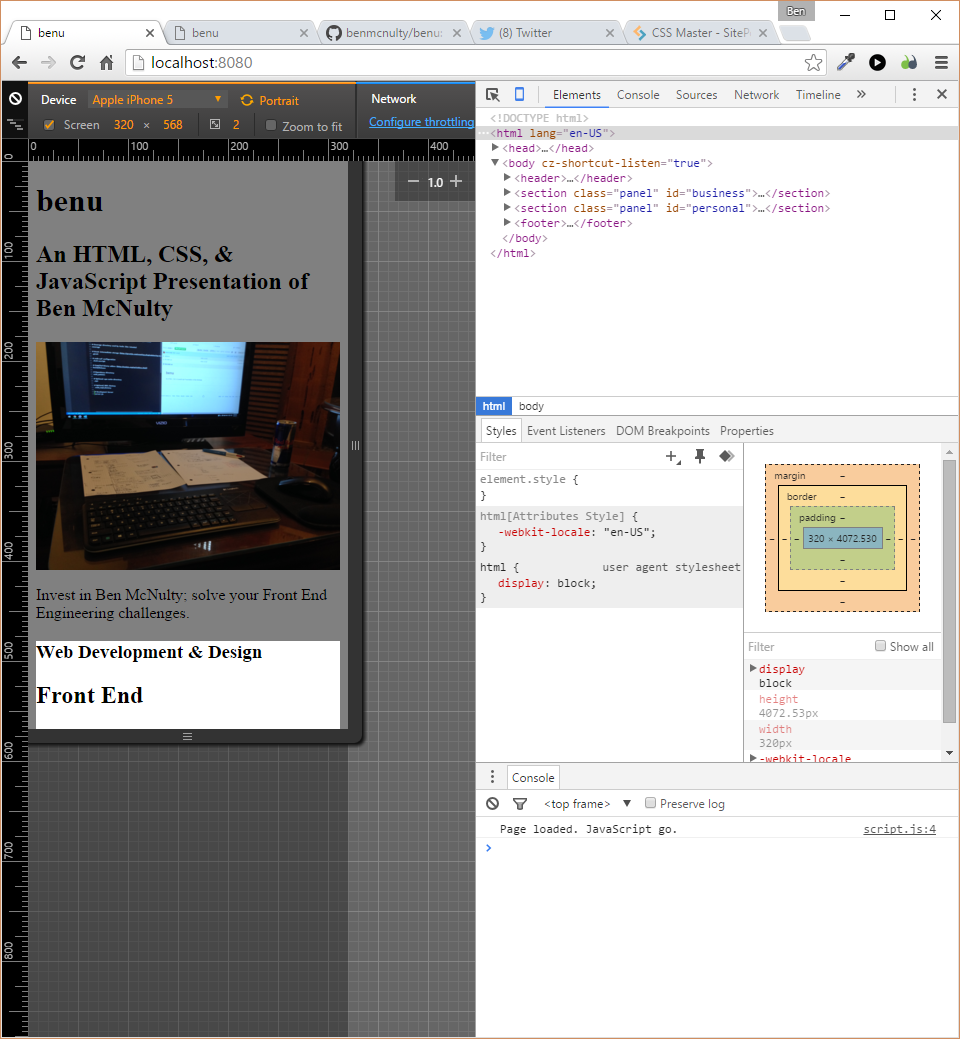 Ben
benu
benu
benmcnulty/benu:
(8) Twitter
CSS Master - SiteP
localhost:8080
Device Apple iPhone 5 Portrait
Screen 320 × 568 2 Zoom to fit
Network
Configure throttling
0 100 200 300 400
0
100
200
300
400
500
600
700
800
1.0
benu
An HTML, CSS, &
JavaScript Presentation of
Ben McNulty
Invest in Ben McNulty; solve your Front End
Engineering challenges.
Web Development & Design
Front End
Elements Console Sources Network Timeline »
<!DOCTYPE html>
…<html lang="en-US">
<head>…</head>
<body cz-shortcut-listen="true">
<header>…</header>
<section class="panel" id="business">…</section>
<section class="panel" id="personal">…</section>
<footer>…</footer>
</body>
</html>
html body
Styles Event Listeners DOM Breakpoints Properties
Filter
element.style {
}
html[Attributes Style] {
-webkit-locale: "en-US";
}
html { user agent stylesheet
display: block;
}
margin –
border –
padding –
– – – 320 × 4072.530 – – –
–
–
–
Filter Show all
display
block
height
4072.53px
width
320px
-webkit-locale
Console
<top frame> ▼ Preserve log
Page loaded. JavaScript go. script.js:4
>